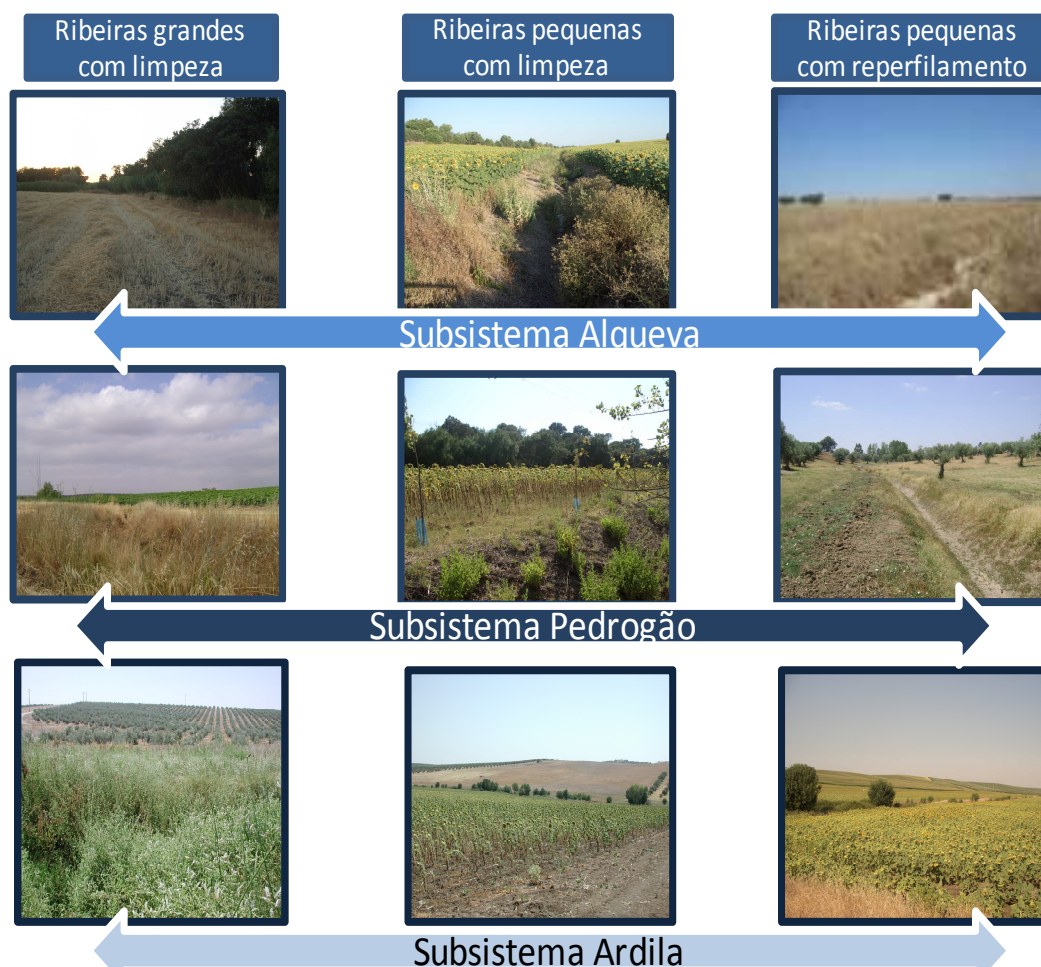 Ribeiras grandes
com limpeza
Ribeiras pequenas
com limpeza
Ribeiras pequenas
com reperfilamento
Subsistema Alqueva
Subsistema Pedrogão
Subsistema Ardila